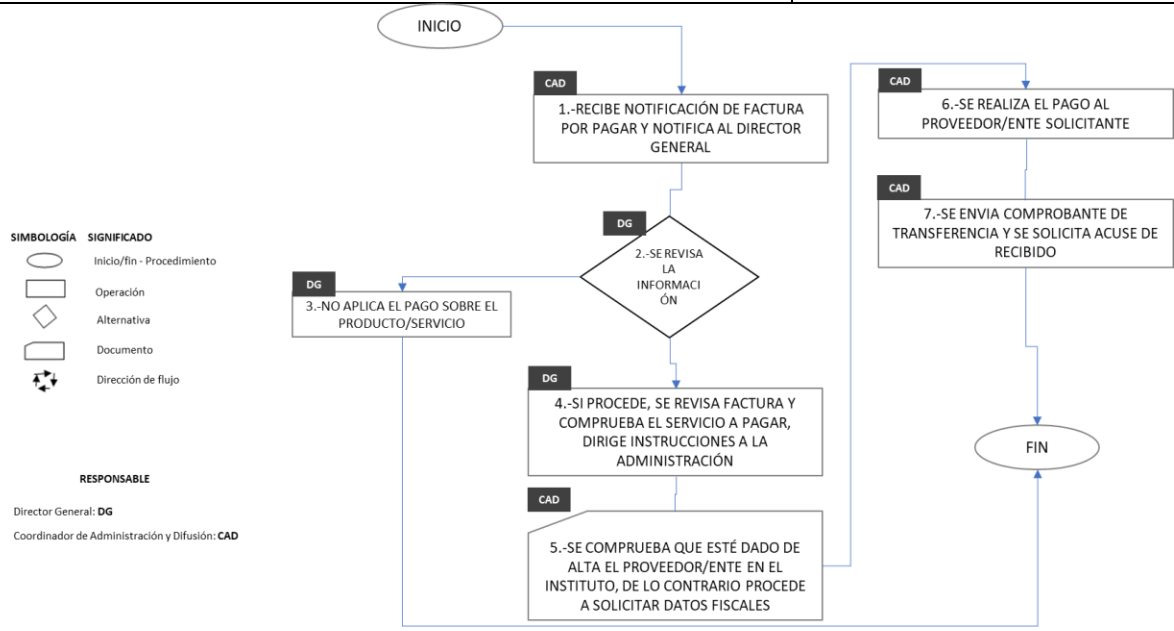 INICIO
CAD
1.-RECIBE NOTIFICACIÓN DE FACTURA
POR PAGAR Y NOTIFICA AL DIRECTOR
GENERAL
DG
2.-SE REVISA
LA
INFORMACI
ÓN
DG
3.-NO APLICA EL PAGO SOBRE EL
PRODUCTO/SERVICIO
DG
4.-SI PROCEDE, SE REVISA FACTURA Y
COMPRUEBA EL SERVICIO A PAGAR,
DIRIGE INSTRUCCIONES A LA
ADMINISTRACIÓN
CAD
5.-SE COMPRUEBA QUE ESTÉ DADO DE
ALTA EL PROVEEDOR/ENTE EN EL
INSTITUTO, DE LO CONTRARIO PROCEDE
A SOLICITAR DATOS FISCALES
CAD
6.-SE REALIZA EL PAGO AL
PROVEEDOR/ENTE SOLICITANTE
CAD
7.-SE ENVIA COMPROBANTE DE
TRANSFERENCIA Y SE SOLICITA ACUSE DE
RECIBIDO
FIN
SIMBOLOGÍA SIGNIFICADO
Inicio/fin - Procedimiento
Operación
Alternativa
Documento
Dirección de flujo
RESPONSABLE
Director General: DG
Coordinador de Administración y Difusión: CAD